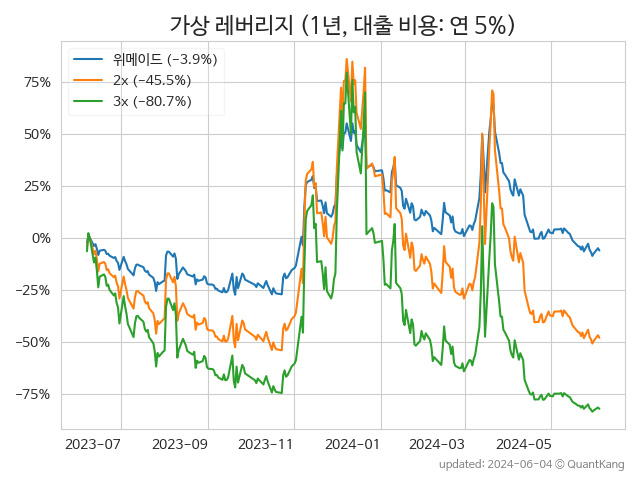 가상 레버리지 (1년, 대출 비용: 연 5%)
위메이드 (−3.9%)
2x (−45.5%)
3x (−80.7%)
75%
50%
25%
0%
−25%
−50%
−75%
2023-07 2023-09 2023-11 2024-01 2024-03 2024-05
updated: 2024-06-04 © QuantKang